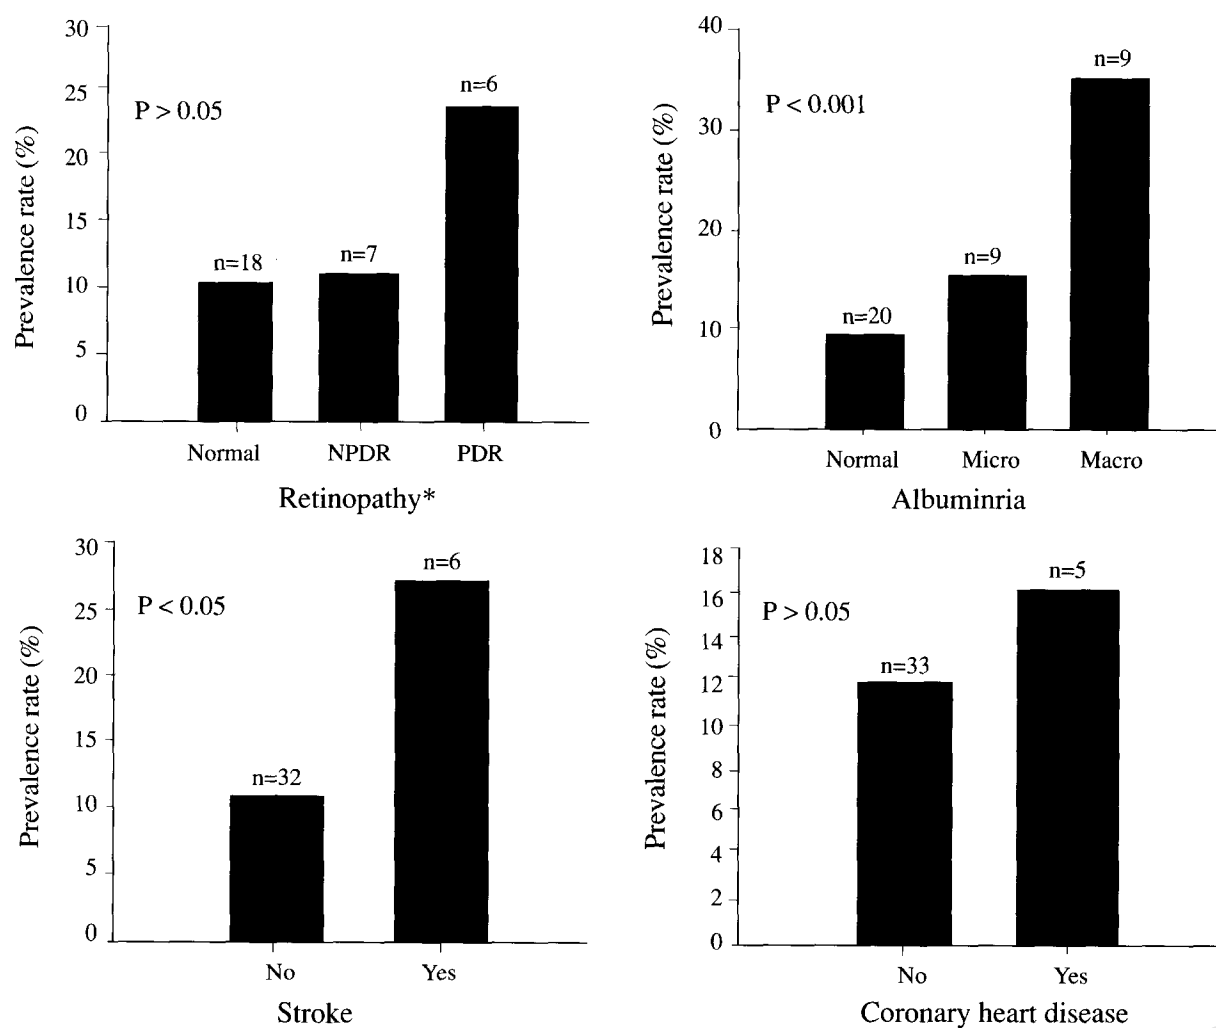 Prevalence rate (%)
30
25
20
15
10
5
0
P > 0.05
n=18
n=7
n=6
Normal NPDR PDR
Retinopathy*
Prevalence rate (%)
40
30
20
10
0
P < 0.001
n=20
n=9
n=9
Normal Micro Macro
Albuminria
Prevalence rate (%)
30
25
20
15
10
5
0
P < 0.05
n=32
n=6
No Yes
Stroke
Prevalence rate (%)
18
16
14
12
10
8
6
4
2
0
P > 0.05
n=33
n=5
No Yes
Coronary heart disease